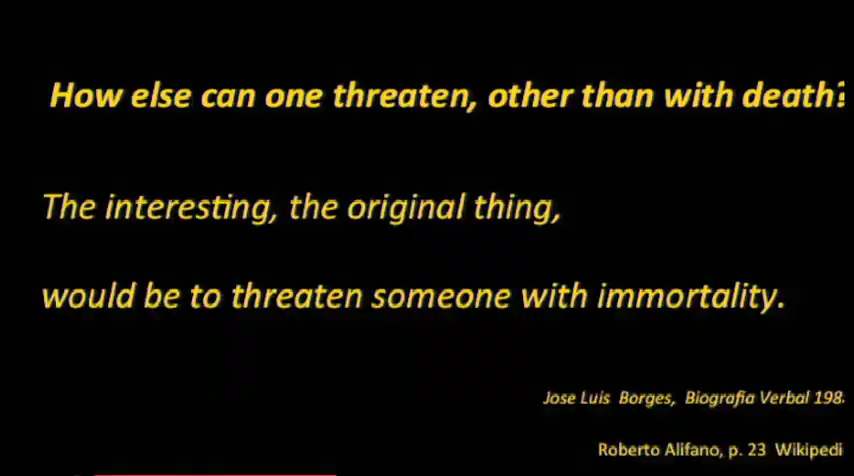 How else can one threaten, other than with death?
The interesting, the original thing,
would be to threaten someone with immortality.
Jose Luis Borges, Biografia Verbal 198
Roberto Alifano, p. 23 Wikipedi